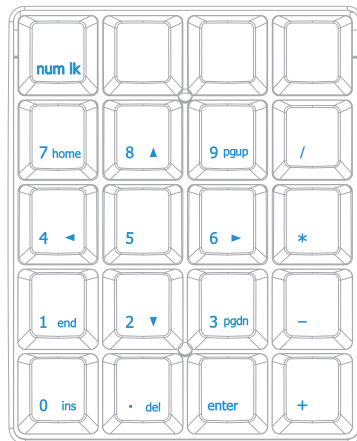 num lk
7 home 8 ▲ 9 pgup /
4 ◄ 5 6 ► *
1 end 2 ▼ 3 pgdn –
0 ins . del enter +